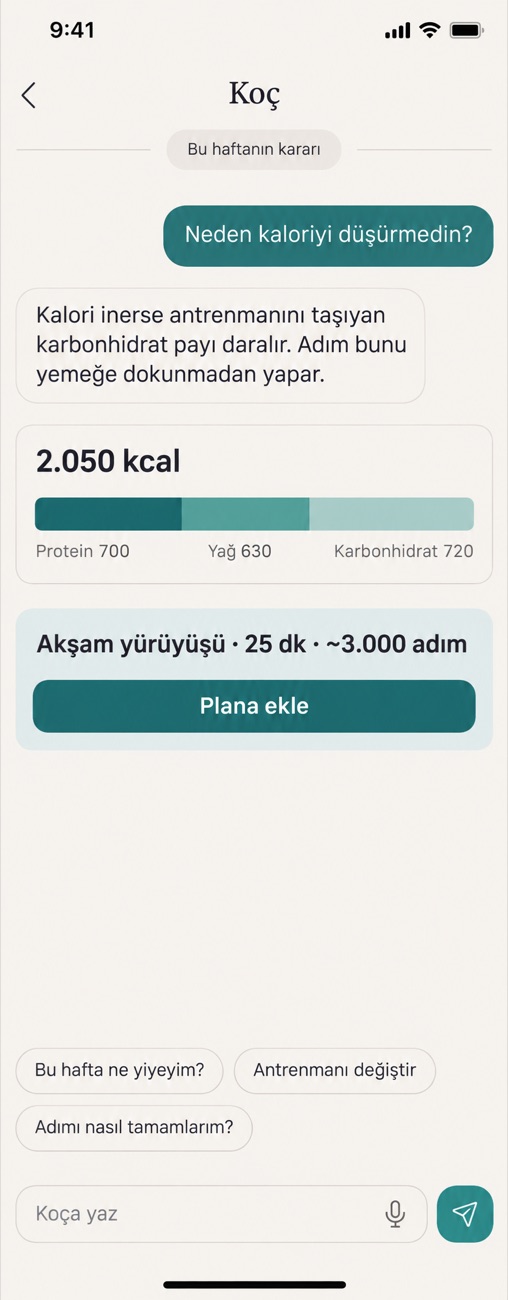 9:41
Koç
Bu haftanın kararı
Neden kaloriyi düşürmedin?
Kalori inerse antrenmanını taşıyan
karbonhidrat payı daralır. Adım bunu
yemeğe dokunmadan yapar.
2.050 kcal
Protein 700 Yağ 630 Karbonhidrat 720
Akşam yürüyüşü · 25 dk · ~3.000 adım
Plana ekle
Bu hafta ne yiyeyim? Antrenmanı değiştir
Adımı nasıl tamamlarım?
Koça yaz